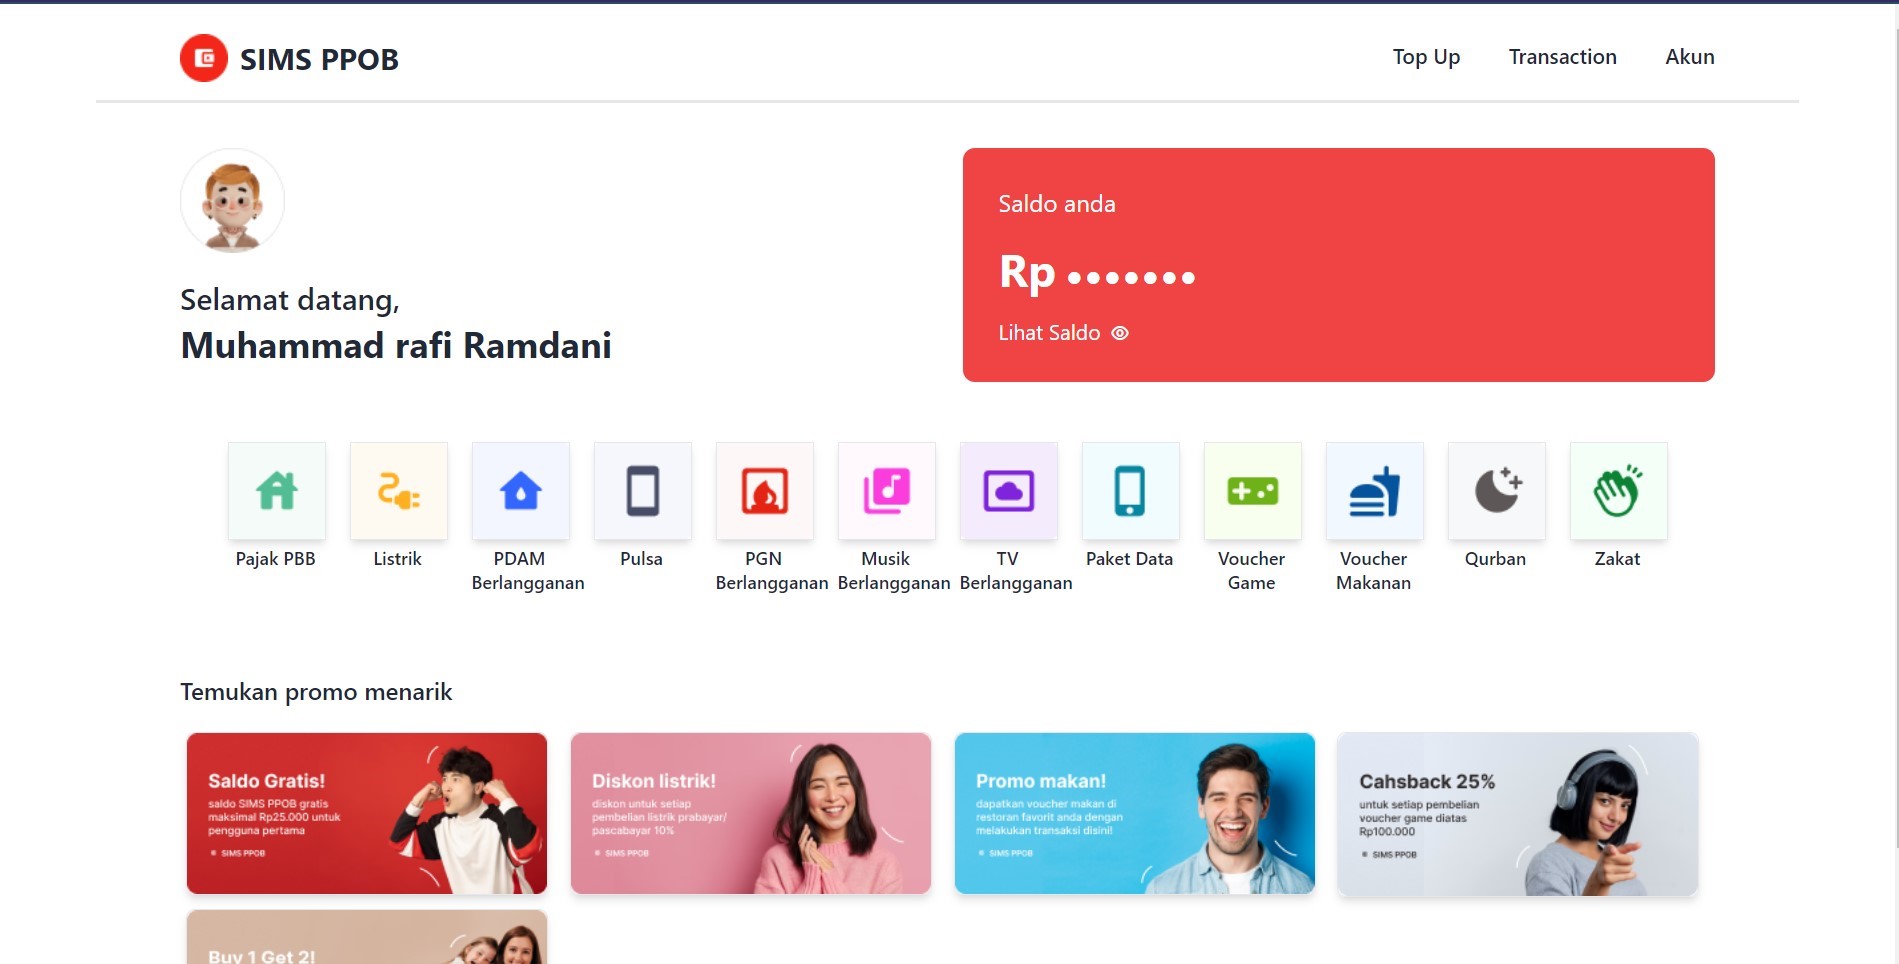 SIMS PPOB
Top Up
Transaction
Akun
Selamat datang,
Muhammad rafi Ramdani
Saldo anda
Rp •••••••
Lihat Saldo
Pajak PBB
Listrik
PDAM
Berlangganan
Pulsa
PGN
Berlangganan
Musik
Berlangganan
TV
Berlangganan
Paket Data
Voucher
Game
Voucher
Makanan
Qurban
Zakat
Temukan promo menarik
Saldo Gratis!
saldo SIMS PPOB gratis
maksimal Rp25.000 untuk
pengguna pertama
SIMS PPOB
Diskon listrik!
diskon untuk setiap
pembelian listrik prabayar/
pascabayar 10%
SIMS PPOB
Promo makan!
dapatkan voucher makan di
restoran favorit anda dengan
melakukan transaksi disini!
SIMS PPOB
Cahsback 25%
untuk setiap pembelian
voucher game diatas
Rp100.000
SIMS PPOB
Buy 1 Get 2!